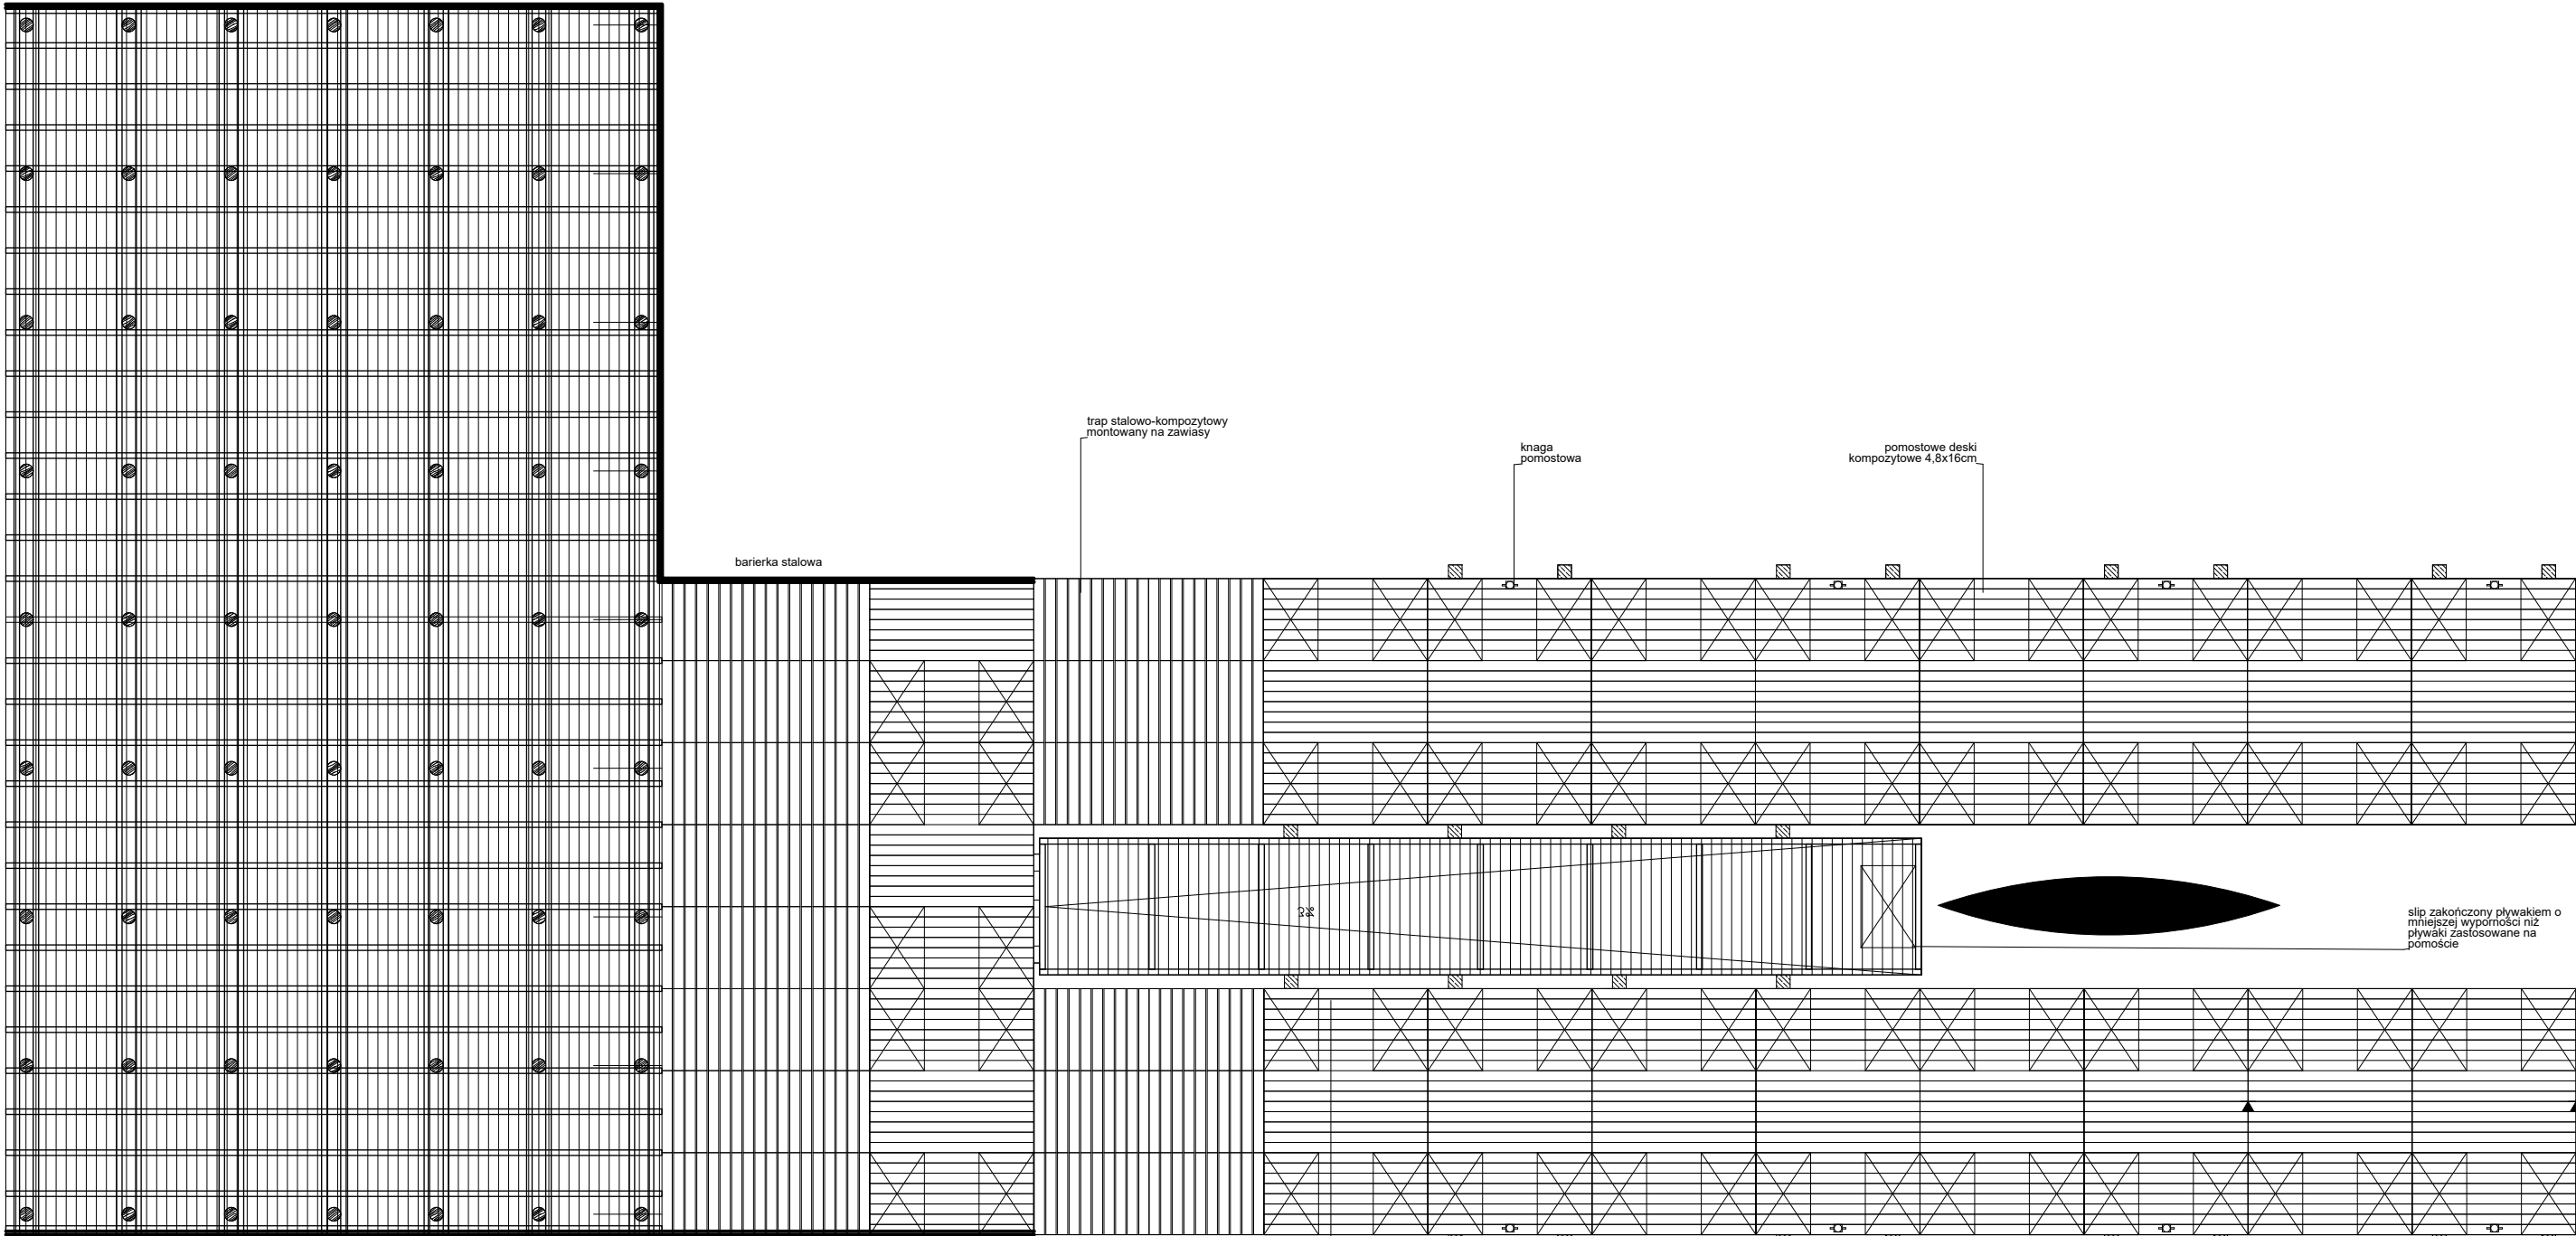 trap stalowo-kompozytowy
montowany na zawiasy
knaga
pomostowa
pomostowe deski
kompozytowe 4,8x16cm
barierka stalowa
slip zakończony pływakiem o
mniejszej wyporności niż
pływaki zastosowane na
pomoście